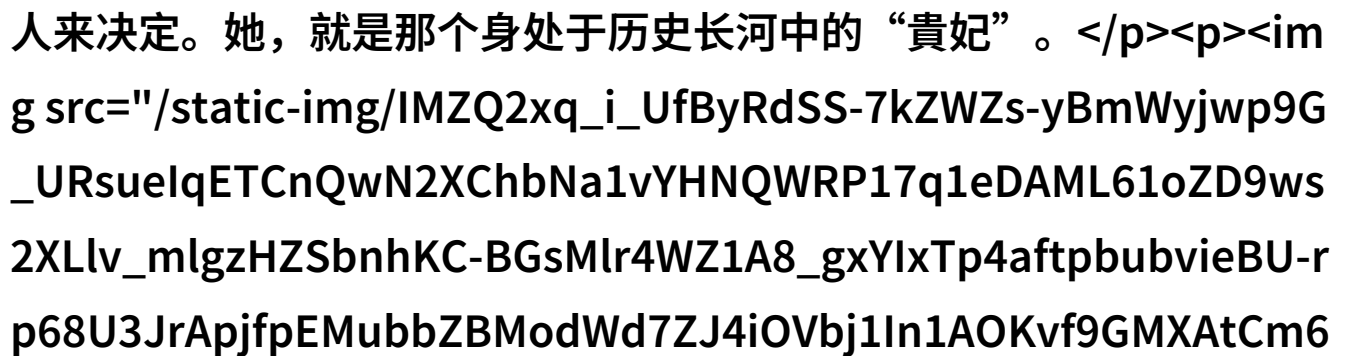 人来决定。她，就是那个身处于历史长河中的“貴妃”。</p><p><im
g src="/static-img/IMZQ2xq_i_UfByRdSS-7kZWZs-yBmWyjwp9G
_URsueIqETCnQwN2XChbNa1vYHNQWRP17q1eDAML61oZD9ws
2XLlv_mlgzHZSbnhKC-BGsMlr4WZ1A8_gxYIxTp4aftpbubvieBU-r
p68U3JrApjfpEMubbZBModWd7ZJ4iOVbj1In1AOKvf9GMXAtCm6